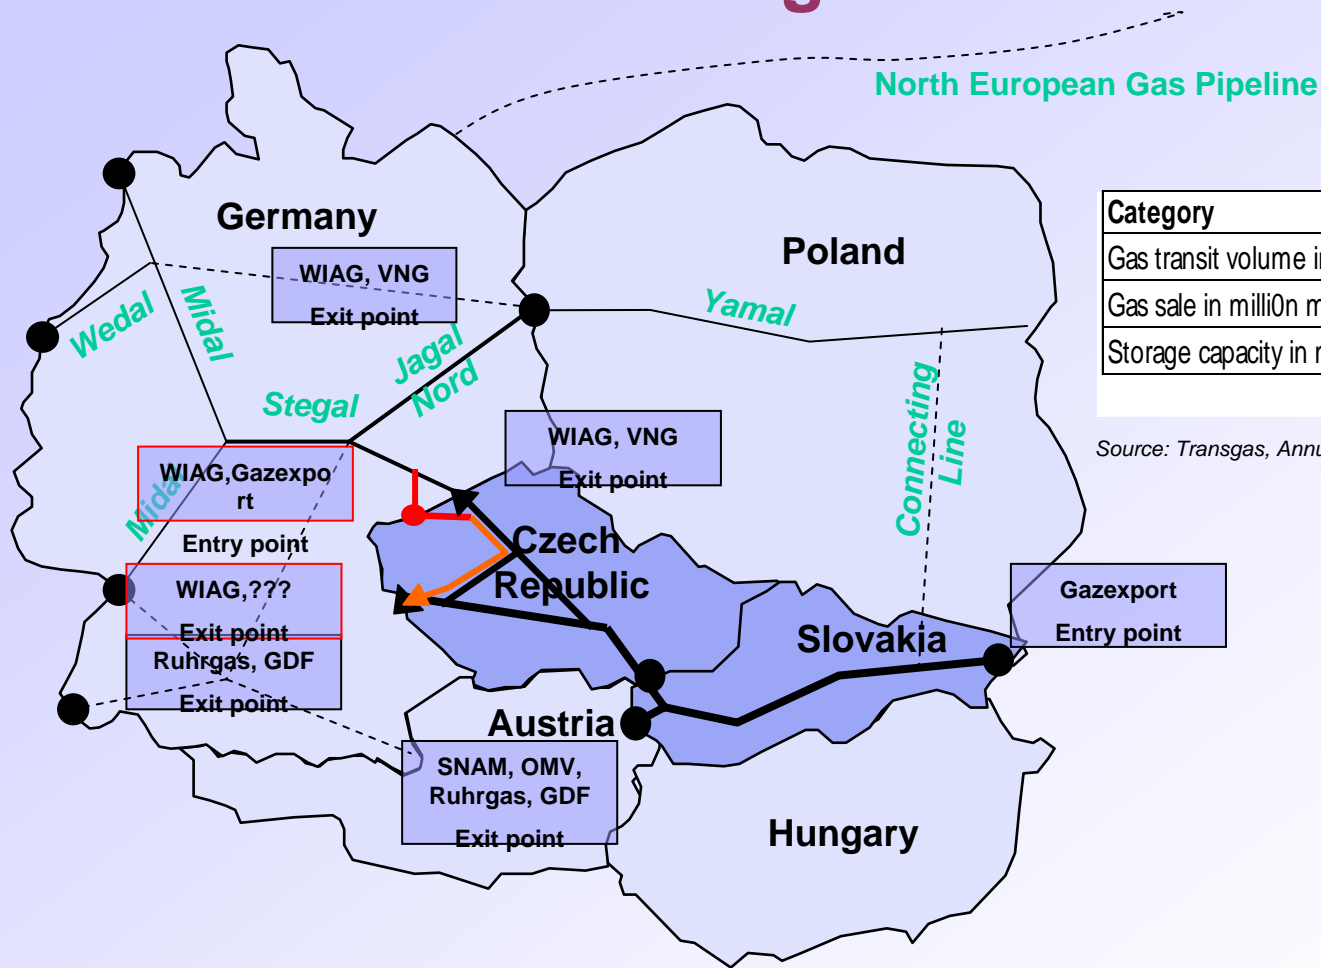 g
North European Gas Pipeline
Germany
Poland
Category
Gas transit volume i
Gas sale in milli0n m
Storage capacity in
Source: Transgas, Annu
WIAG, VNG
Exit point
Yamal
Wedal
Midal
Jagal
Nord
Stegal
Connecting
Line
WIAG, VNG
Exit point
WIAG,Gazexpo
rt
Entry point
Midal
Czech
Republic
WIAG,???
Exit point
Ruhrgas, GDF
Exit point
Gazexport
Entry point
Slovakia
Austria
SNAM, OMV,
Ruhrgas, GDF
Exit point
Hungary